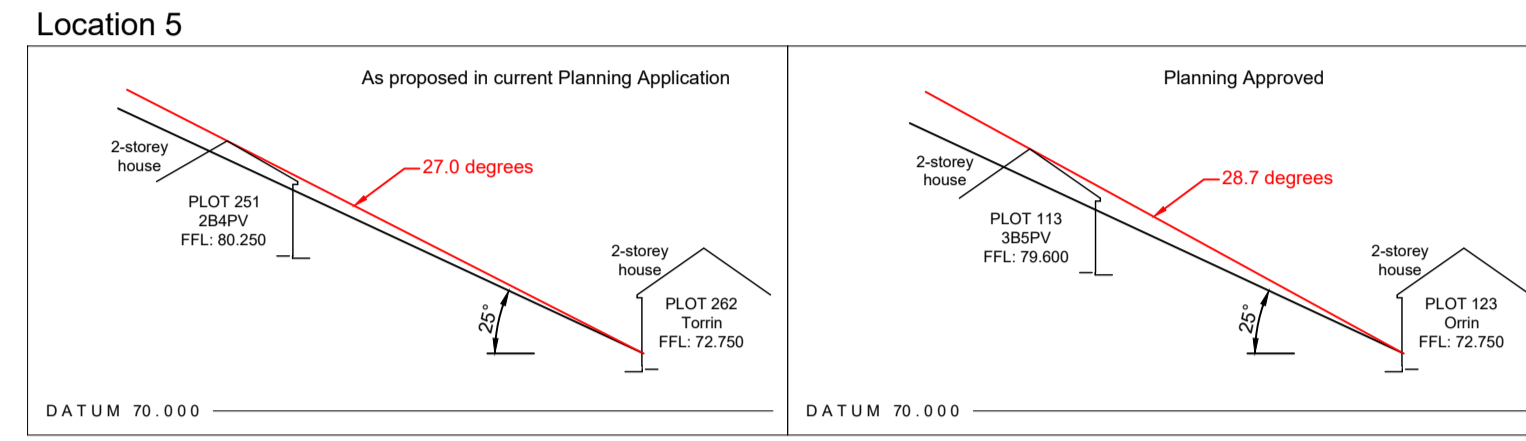 Location 5
As proposed in current Planning Application
2-storey
house
27.0 degrees
PLOT 251
2B4PV
FFL: 80.250
2-storey
house
PLOT 262
Torrin
FFL: 72.750
25°
DATUM 70.000
Planning Approved
2-storey
house
28.7 degrees
PLOT 113
3B5PV
FFL: 79.600
2-storey
house
PLOT 123
Orrin
FFL: 72.750
25°
DATUM 70.000